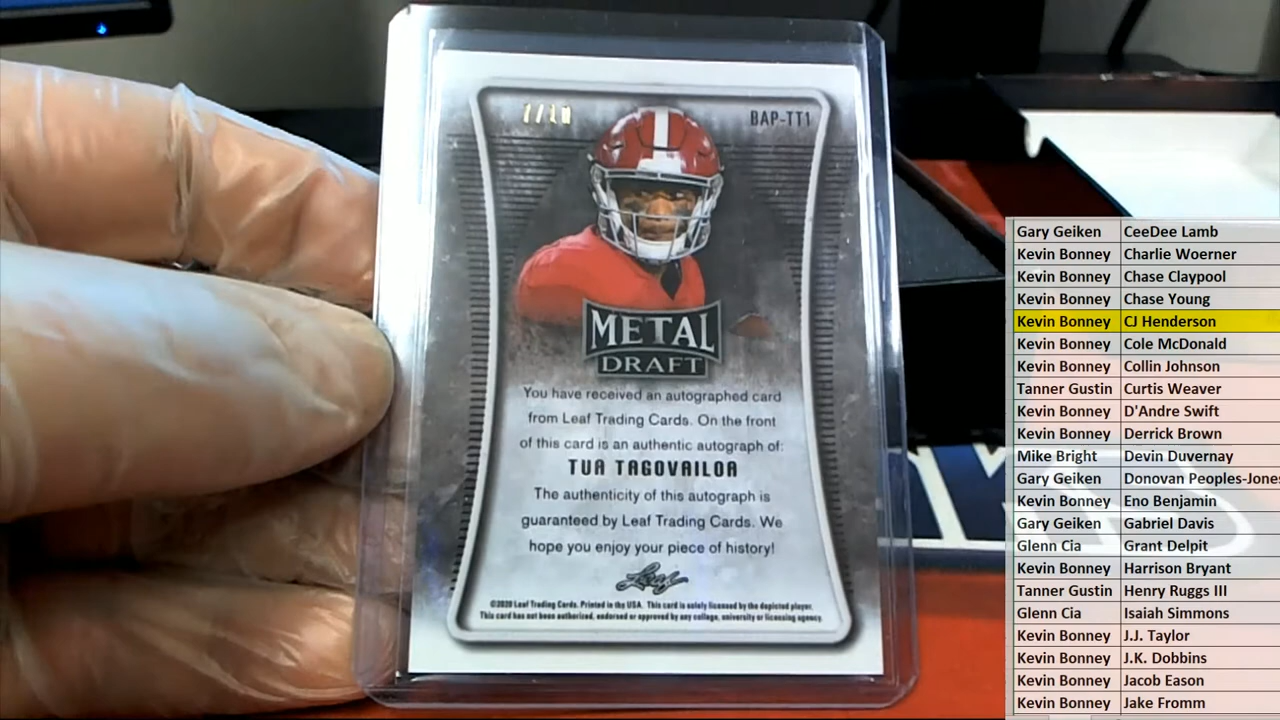 7/10
BAP-TT1
METAL
DRAFT
You have received an autographed card
from Leaf Trading Cards. On the front
of this card is an authentic autograph of:
TUA TAGOVAILOA
The authenticity of this autograph is
guaranteed by Leaf Trading Cards. We
hope you enjoy your piece of history!
Leaf
©2020 Leaf Trading Cards. Printed in the USA. This card is solely licensed by the depicted player.
This card has not been authorized, endorsed or approved by any college, university or licensing agency.
Gary Geiken CeeDee Lamb
Kevin Bonney Charlie Woerner
Kevin Bonney Chase Claypool
Kevin Bonney Chase Young
Kevin Bonney CJ Henderson
Kevin Bonney Cole McDonald
Kevin Bonney Collin Johnson
Tanner Gustin Curtis Weaver
Kevin Bonney D'Andre Swift
Kevin Bonney Derrick Brown
Mike Bright Devin Duvernay
Gary Geiken Donovan Peoples-Jones
Kevin Bonney Eno Benjamin
Gary Geiken Gabriel Davis
Glenn Cia Grant Delpit
Kevin Bonney Harrison Bryant
Tanner Gustin Henry Ruggs III
Glenn Cia Isaiah Simmons
Kevin Bonney J.J. Taylor
Kevin Bonney J.K. Dobbins
Kevin Bonney Jacob Eason
Kevin Bonney Jake Fromm